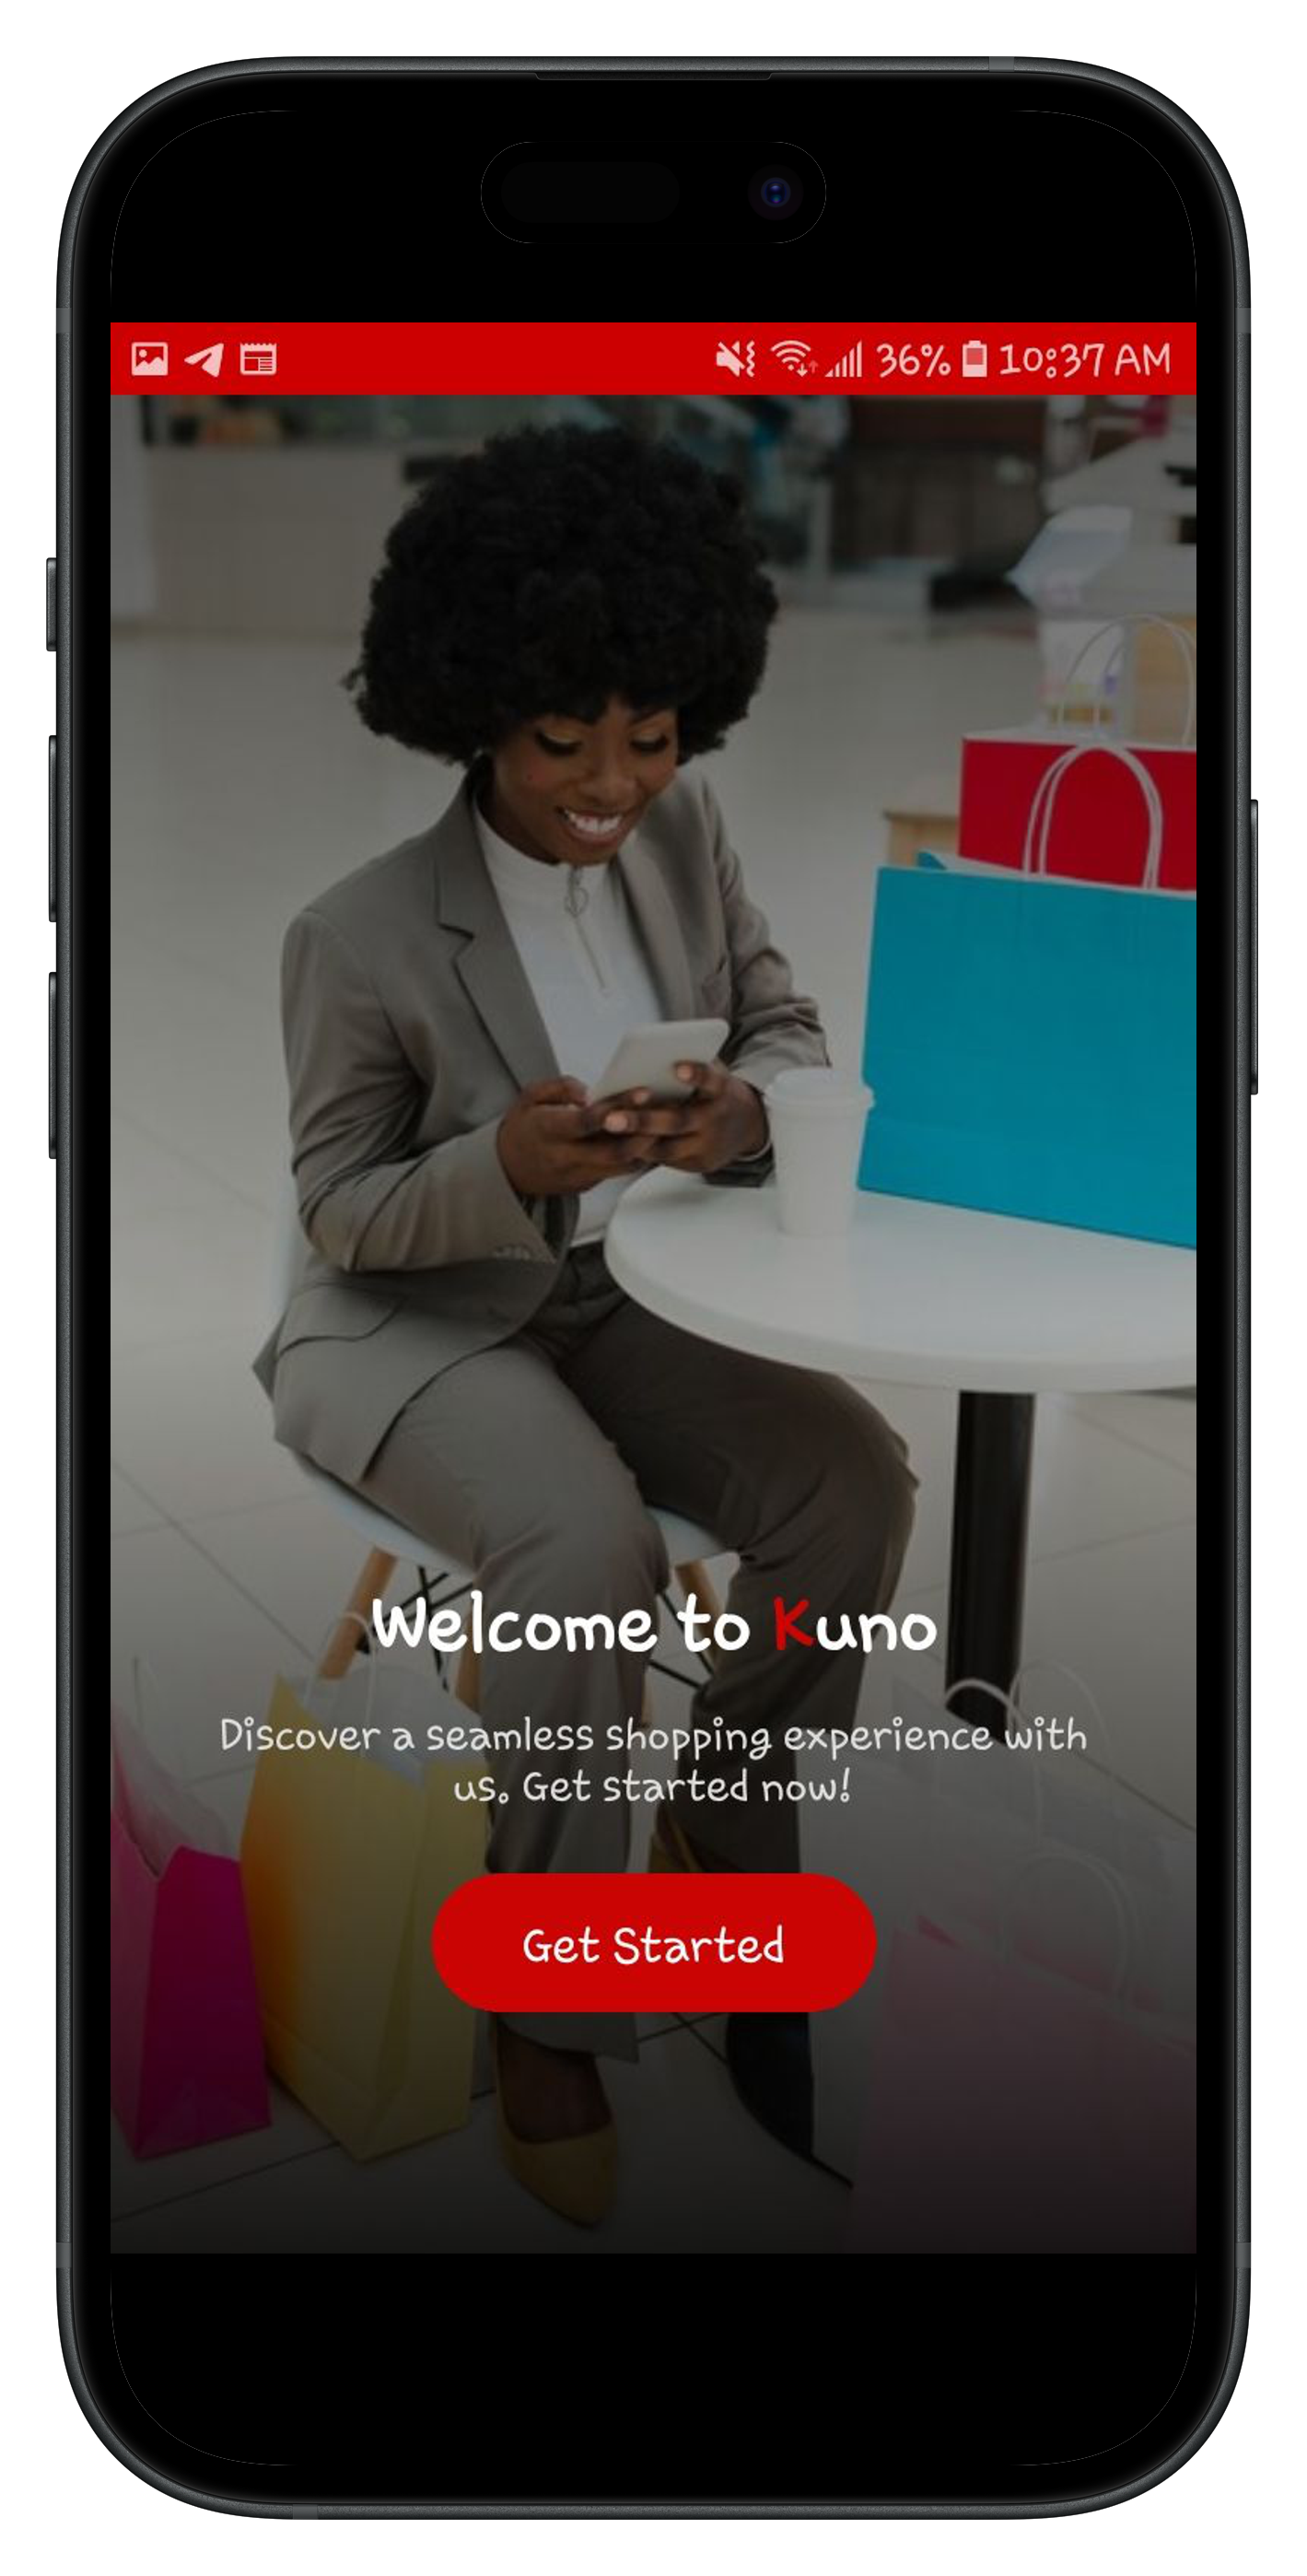 36% 10:37 AM
Welcome to Kuno
Discover a seamless shopping experience with
us. Get started now!
Get Started